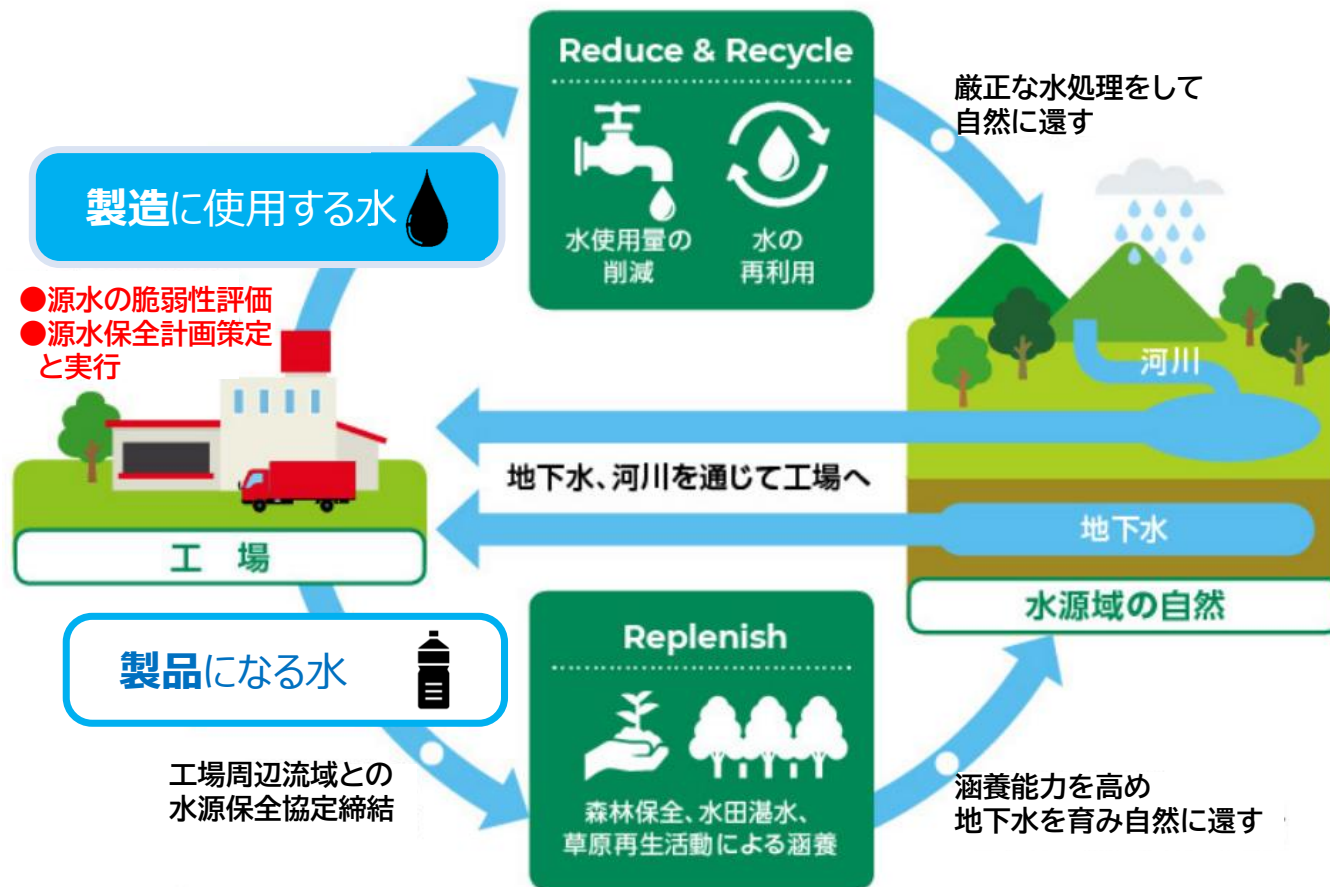 Reduce & Recycle
水使用量の
削減
水の
再利用
厳正な水処理をして
自然に還す
製造に使用する水
●源水の脆弱性評価
●源水保全計画策定
と実行
河川
地下水、河川を通じて工場へ
地下水
工 場
水源域の自然
製品になる水
Replenish
工場周辺流域との
水源保全協定締結
森林保全、水田湛水、
草原再生活動による涵養
涵養能力を高め
地下水を育み自然に還す